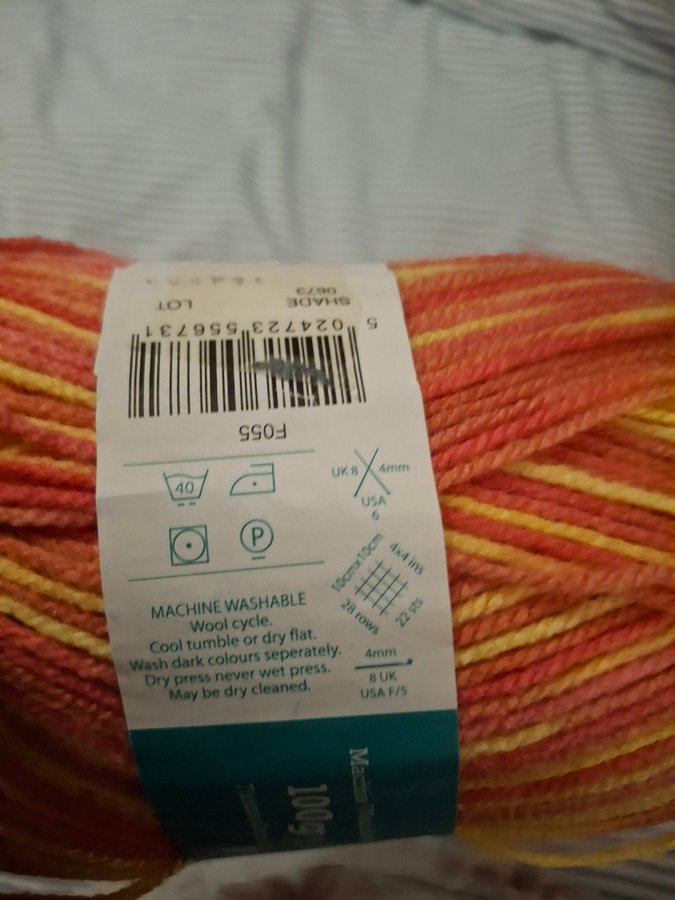 SHADE LOT
0673
5 024723 556731
F055
40
P
MACHINE WASHABLE
Wool cycle.
Cool tumble or dry flat.
Wash dark colours seperately.
Dry press never wet press.
May be dry cleaned.
UK 8 4mm
USA
6
10cmx10cm 4x4 ins
28 rows 22 sts
4mm
8 UK
USA F/5
100g